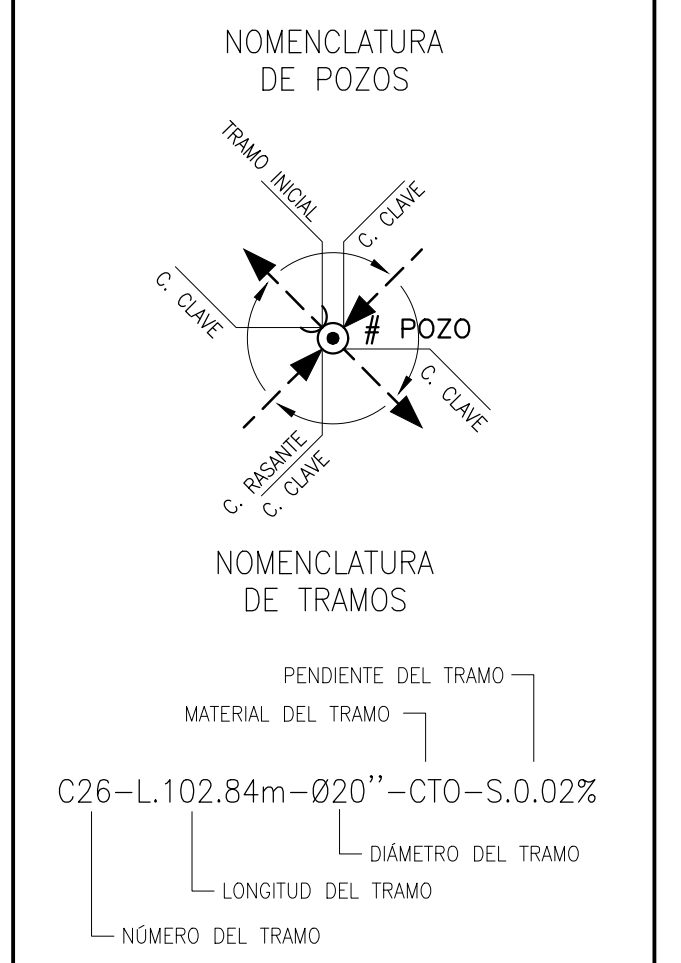 NOMENCLATURA
DE POZOS
TRAMO INICIAL
C. CLAVE
C. CLAVE
# POZO
C. CLAVE
C. RASANTE
C. CLAVE
NOMENCLATURA
DE TRAMOS
PENDIENTE DEL TRAMO
MATERIAL DEL TRAMO
C26-L.102.84m-Ø20''-CTO-S.0.02%
DIÁMETRO DEL TRAMO
LONGITUD DEL TRAMO
NÚMERO DEL TRAMO